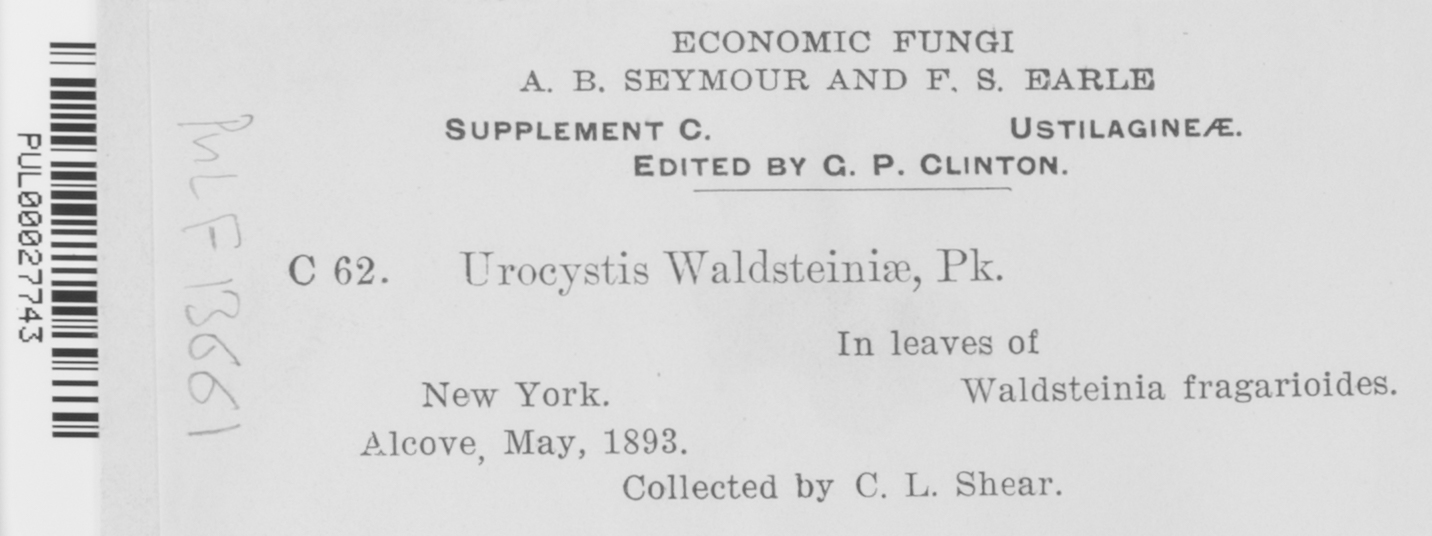 ECONOMIC FUNGI
A. B. SEYMOUR AND F. S. EARLE
SUPPLEMENT C. USTILAGINEÆ.
EDITED BY G. P. CLINTON.
C 62. Urocystis Waldsteiniæ, Pk.
In leaves of
Waldsteinia fragarioides.
New York.
Alcove, May, 1893.
Collected by C. L. Shear.
PUL F13661
PUL00027743